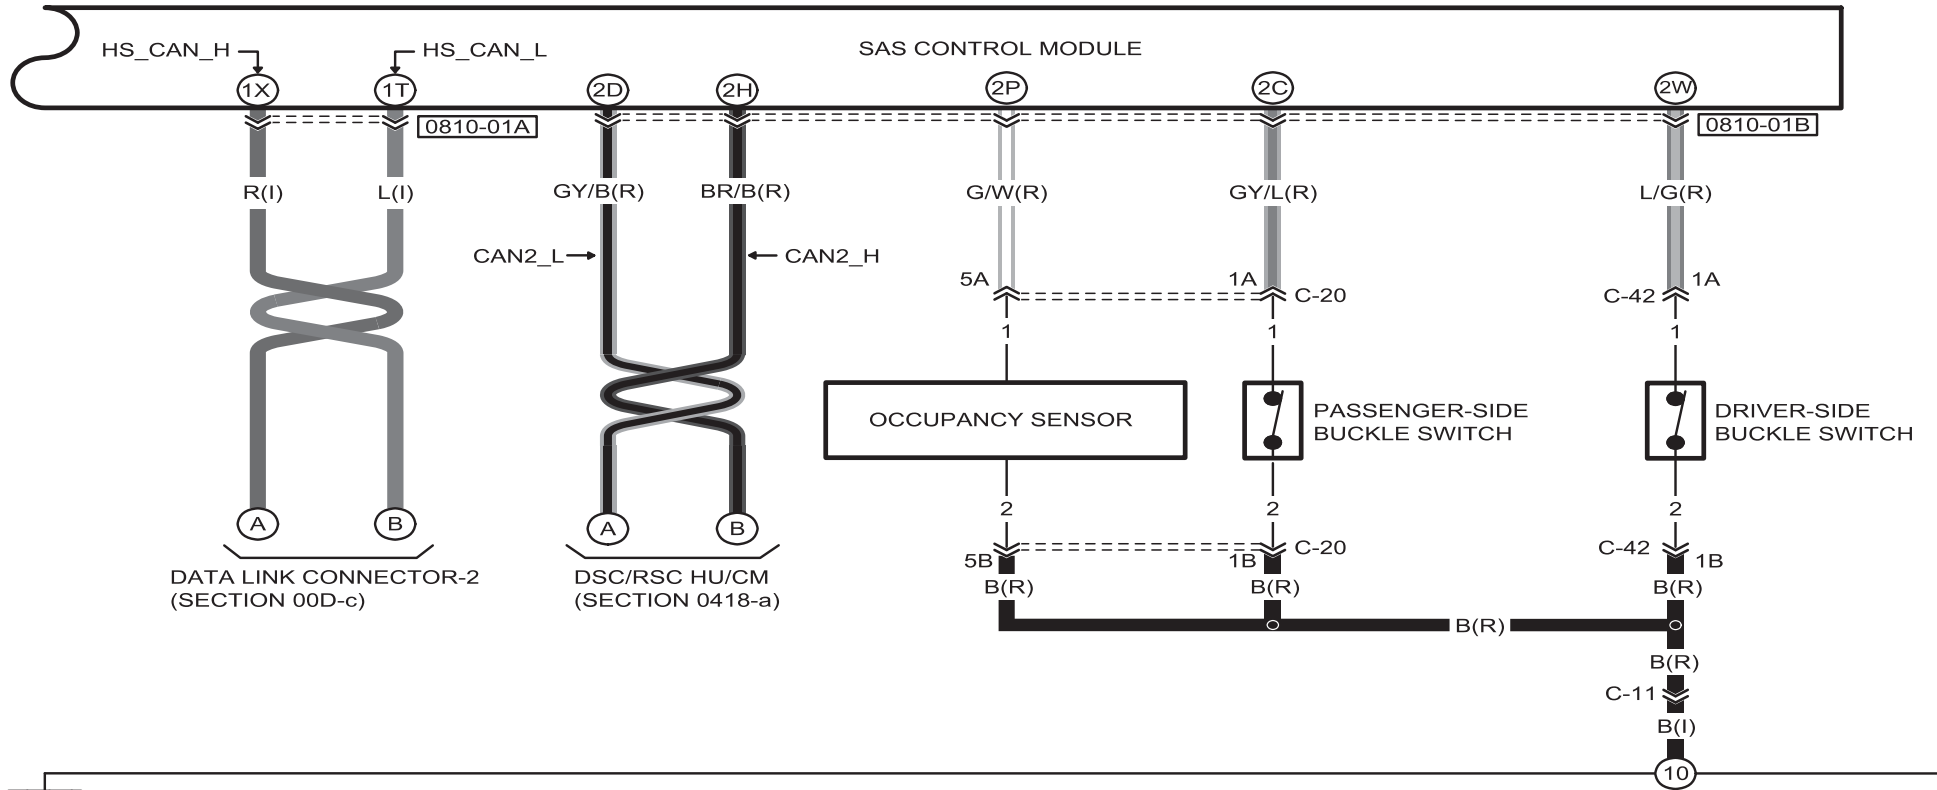 HS_CAN_H
HS_CAN_L
SAS CONTROL MODULE
1X
1T
2D
2H
2P
2C
2W
0810-01A
0810-01B
R(I)
L(I)
GY/B(R)
BR/B(R)
G/W(R)
GY/L(R)
L/G(R)
CAN2_L
CAN2_H
5A
1A
C-20
C-42
1A
1
1
1
OCCUPANCY SENSOR
PASSENGER-SIDE
BUCKLE SWITCH
DRIVER-SIDE
BUCKLE SWITCH
2
2
2
A
B
A
B
5B
1B
C-20
C-42
1B
DATA LINK CONNECTOR-2
(SECTION 00D-c)
DSC/RSC HU/CM
(SECTION 0418-a)
B(R)
B(R)
B(R)
B(R)
B(R)
C-11
B(I)
10